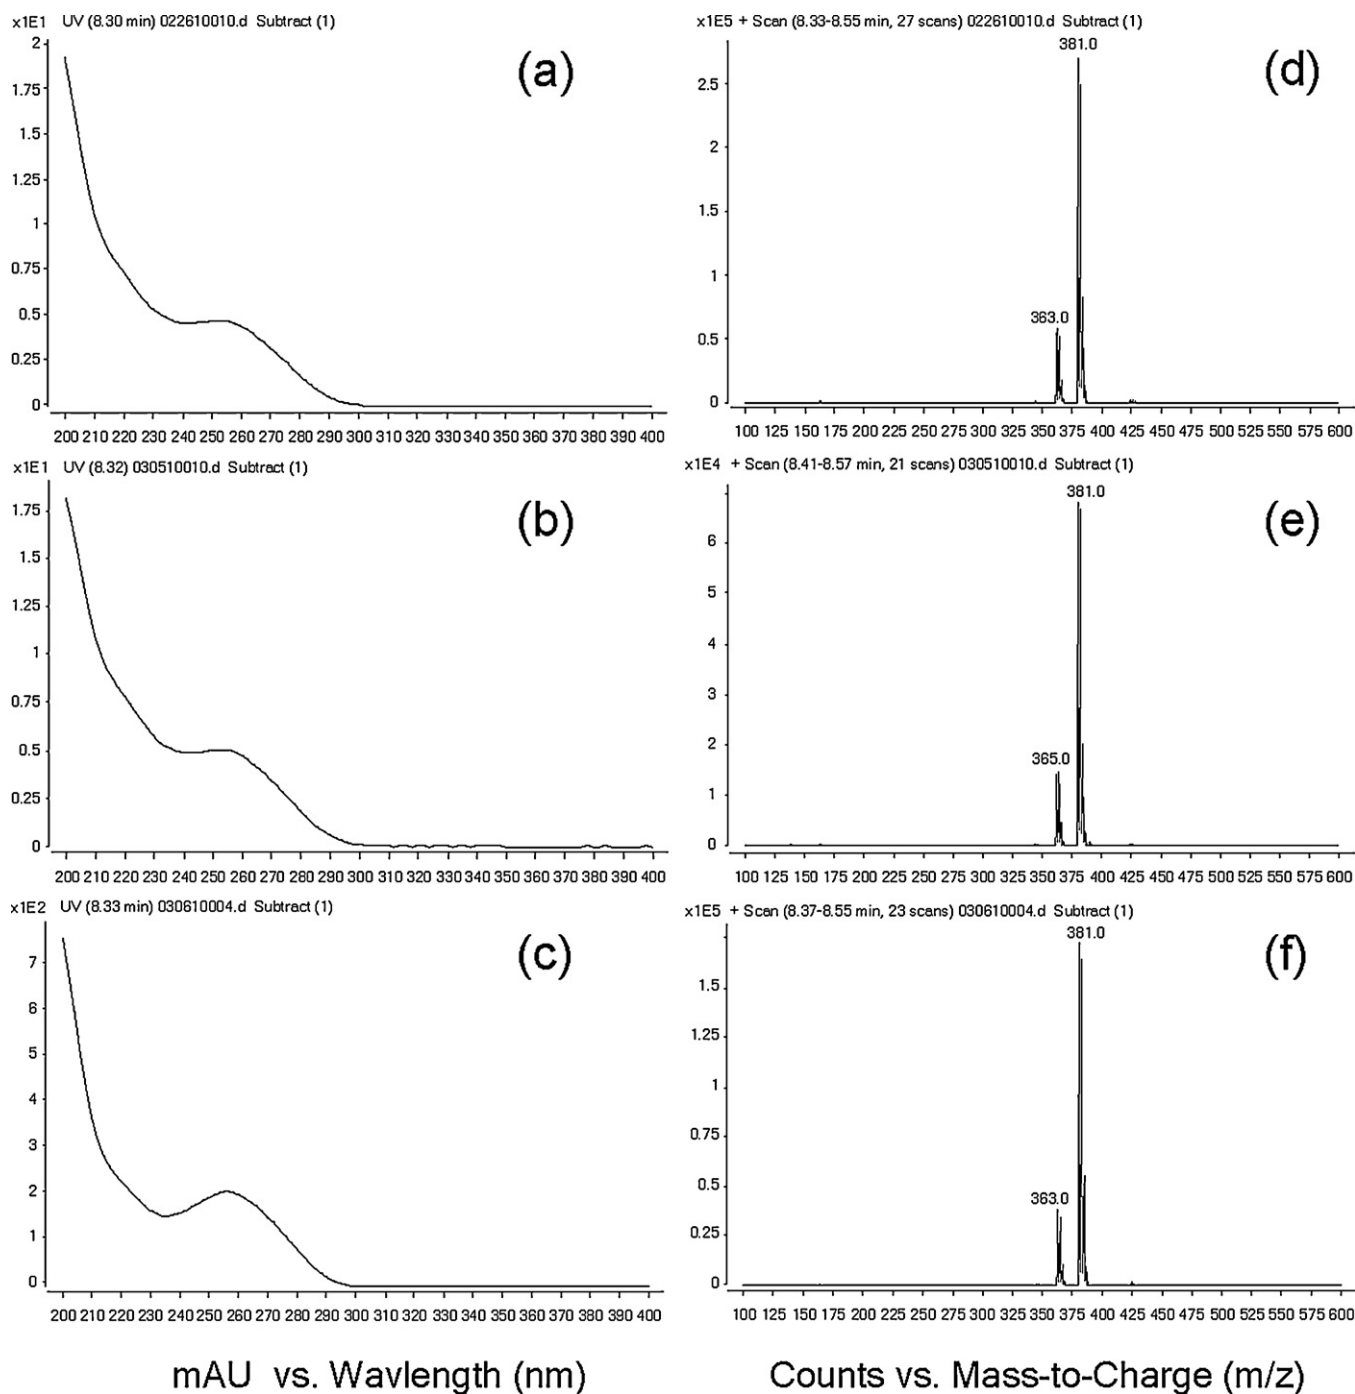 x1E1 UV (8.30 min) 022610010.d Subtract (1)
(a)
2
1.75
1.5
1.25
1
0.75
0.5
0.25
0
200 210 220 230 240 250 260 270 280 290 300 310 320 330 340 350 360 370 380 390 400
x1E5 + Scan (8.33-8.55 min, 27 scans) 022610010.d Subtract (1)
381.0
(d)
2.5
2
1.5
1
363.0
0.5
0
100 125 150 175 200 225 250 275 300 325 350 375 400 425 450 475 500 525 550 575 600
x1E1 UV (8.32) 030510010.d Subtract (1)
(b)
1.75
1.5
1.25
1
0.75
0.5
0.25
0
200 210 220 230 240 250 260 270 280 290 300 310 320 330 340 350 360 370 380 390 400
x1E4 + Scan (8.41-8.57 min, 21 scans) 030510010.d Subtract (1)
381.0
(e)
6
5
4
3
2
365.0
1
0
100 125 150 175 200 225 250 275 300 325 350 375 400 425 450 475 500 525 550 575 600
x1E2 UV (8.33 min) 030610004.d Subtract (1)
(c)
7
6
5
4
3
2
1
0
200 210 220 230 240 250 260 270 280 290 300 310 320 330 340 350 360 370 380 390 400
x1E5 + Scan (8.37-8.55 min, 23 scans) 030610004.d Subtract (1)
381.0
(f)
1.5
1.25
1
0.75
0.5
363.0
0.25
0
100 125 150 175 200 225 250 275 300 325 350 375 400 425 450 475 500 525 550 575 600
mAU vs. Wavlength (nm)
Counts vs. Mass-to-Charge (m/z)